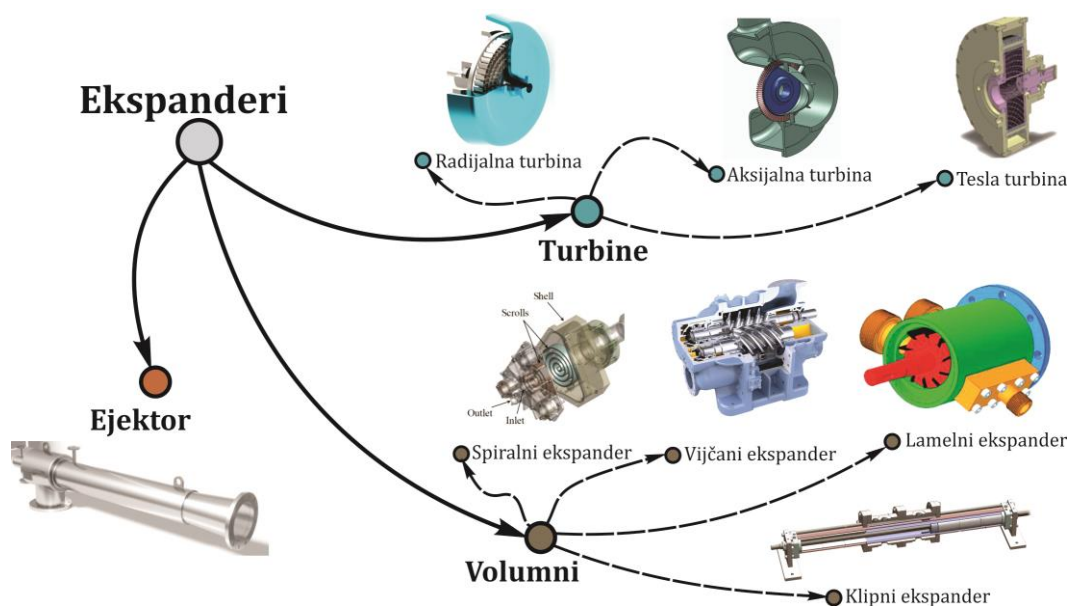 Ekspanderi
Radijalna turbina
Aksijalna turbina
Tesla turbina
Turbine
Shell
Scrolls
Outlet
Inlet
Ejektor
Spiralni ekspander
Vijčani ekspander
Lamelni ekspander
Volumni
Klipni ekspander